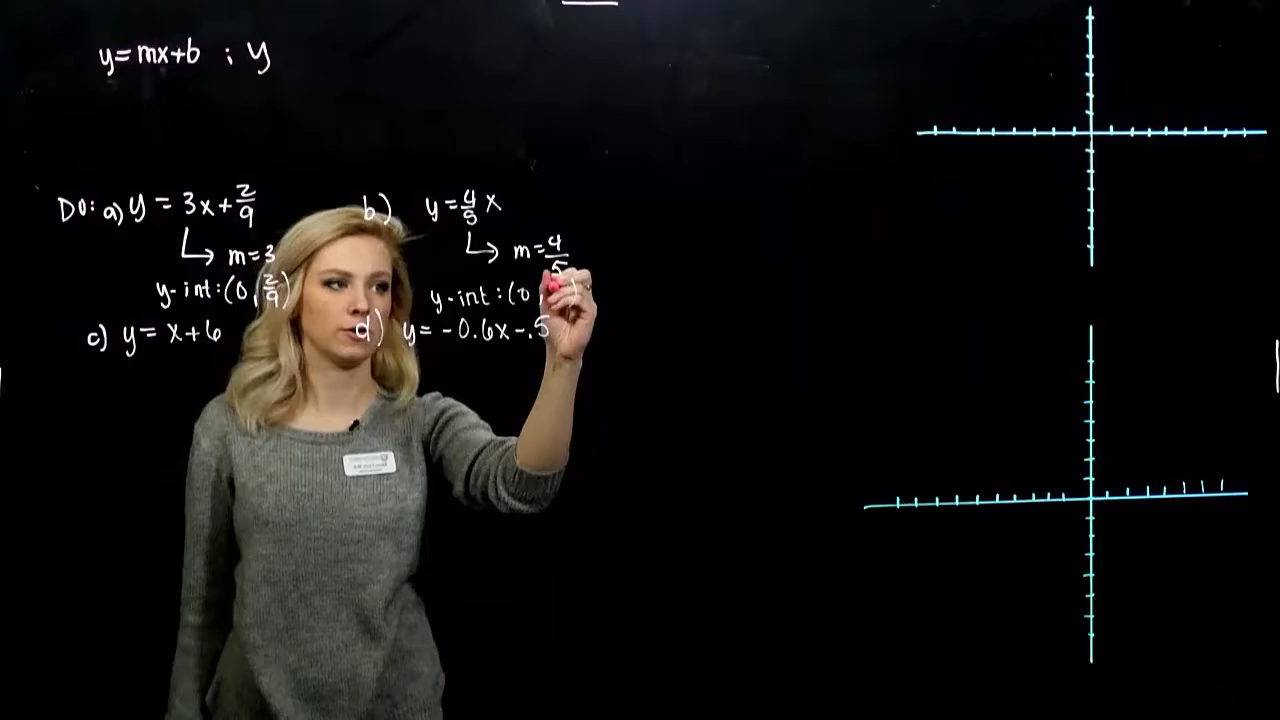 y=mx+b ; y
DO: a) y = 3x+2/9
b) y=4/5 x
m=3
m=4/5
y-int:(0,2/9)
y-int:(0, )
c) y= x+6
d) y= -0.6x-.5